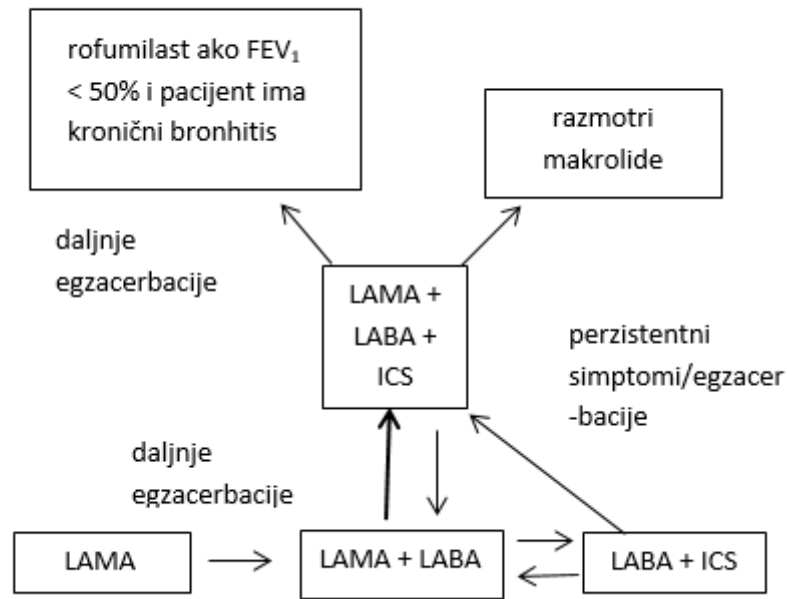 rofumilast ako FEV₁
< 50% i pacijent ima
kronični bronhitis
razmotri
makrolide
daljnje
egzacerbacije
LAMA +
LABA +
ICS
perzistentni
simptomi/egzacer
-bacije
daljnje
egzacerbacije
LAMA
LAMA + LABA
LABA + ICS